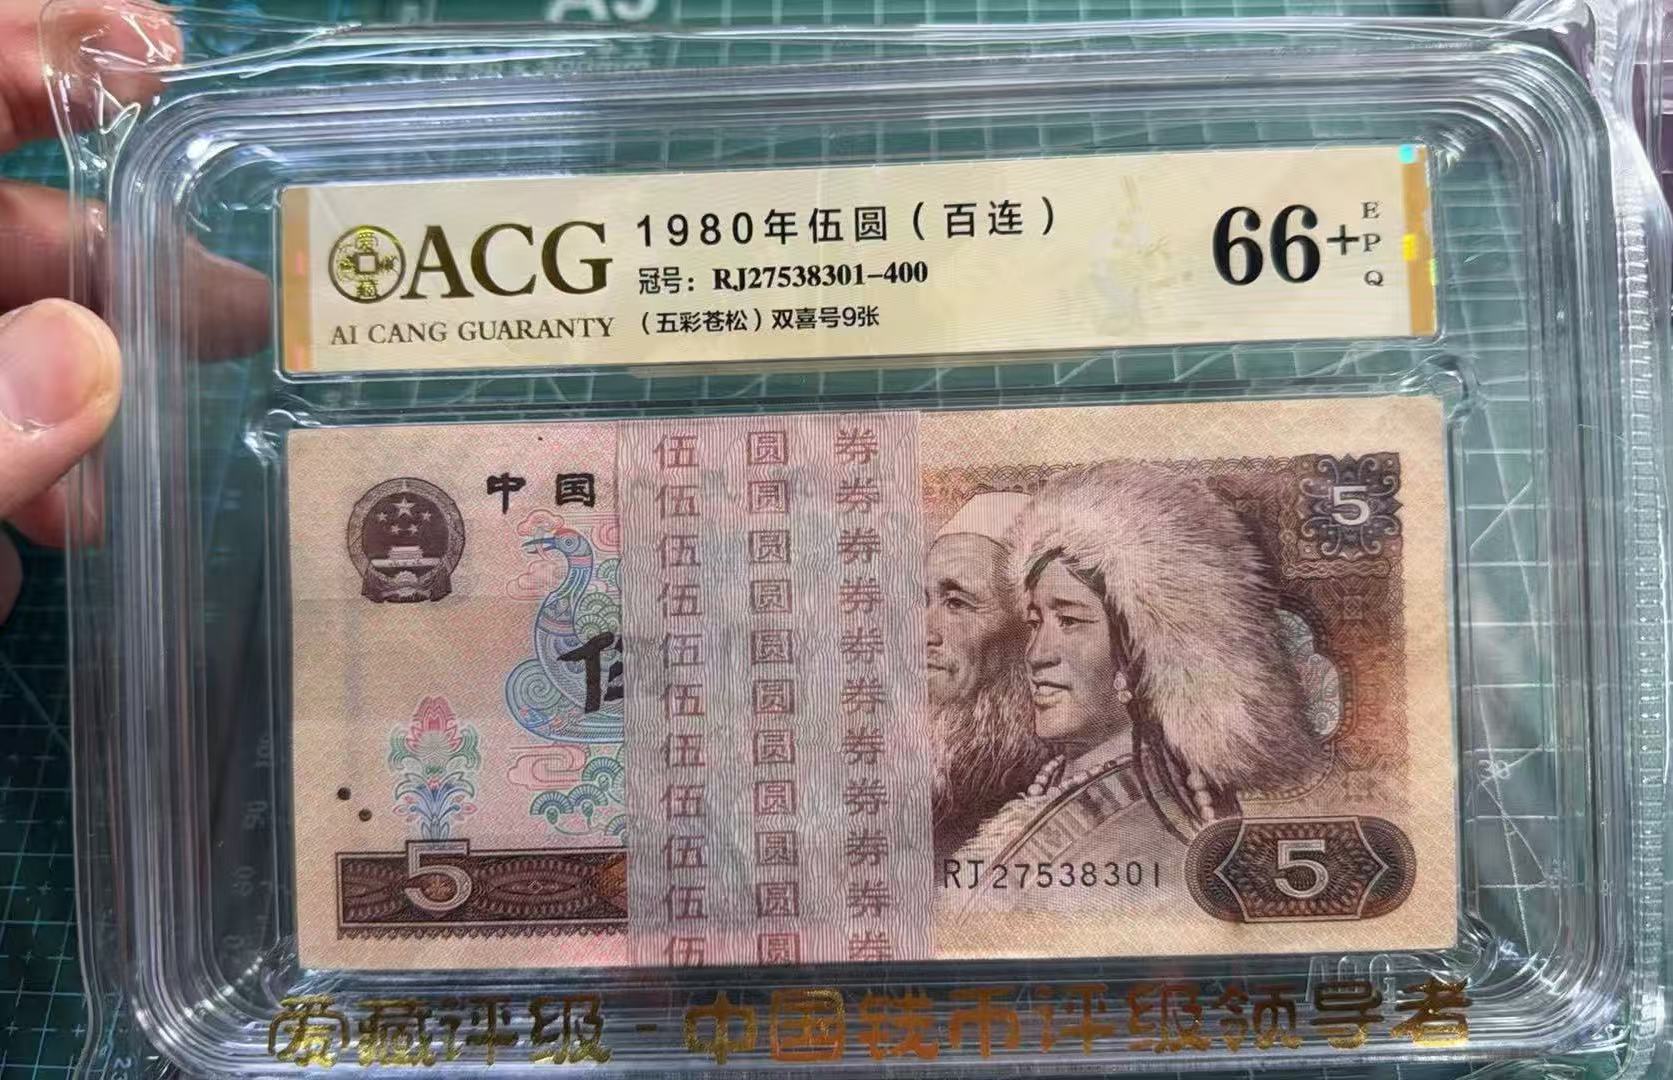 ACG
AI CANG GUARANTY
1980年伍圆（百连）
冠号：RJ27538301-400
（五彩苍松）双喜号9张
66+
EPQ
爱藏
中国
5
伍圆券
伍圆券
伍圆券
伍圆券
伍圆券
伍圆券
伍圆券
伍圆券
伍圆券
伍圆券
伍圆券
RJ27538301
5
5
爱藏评级-中国钱币评级领导者